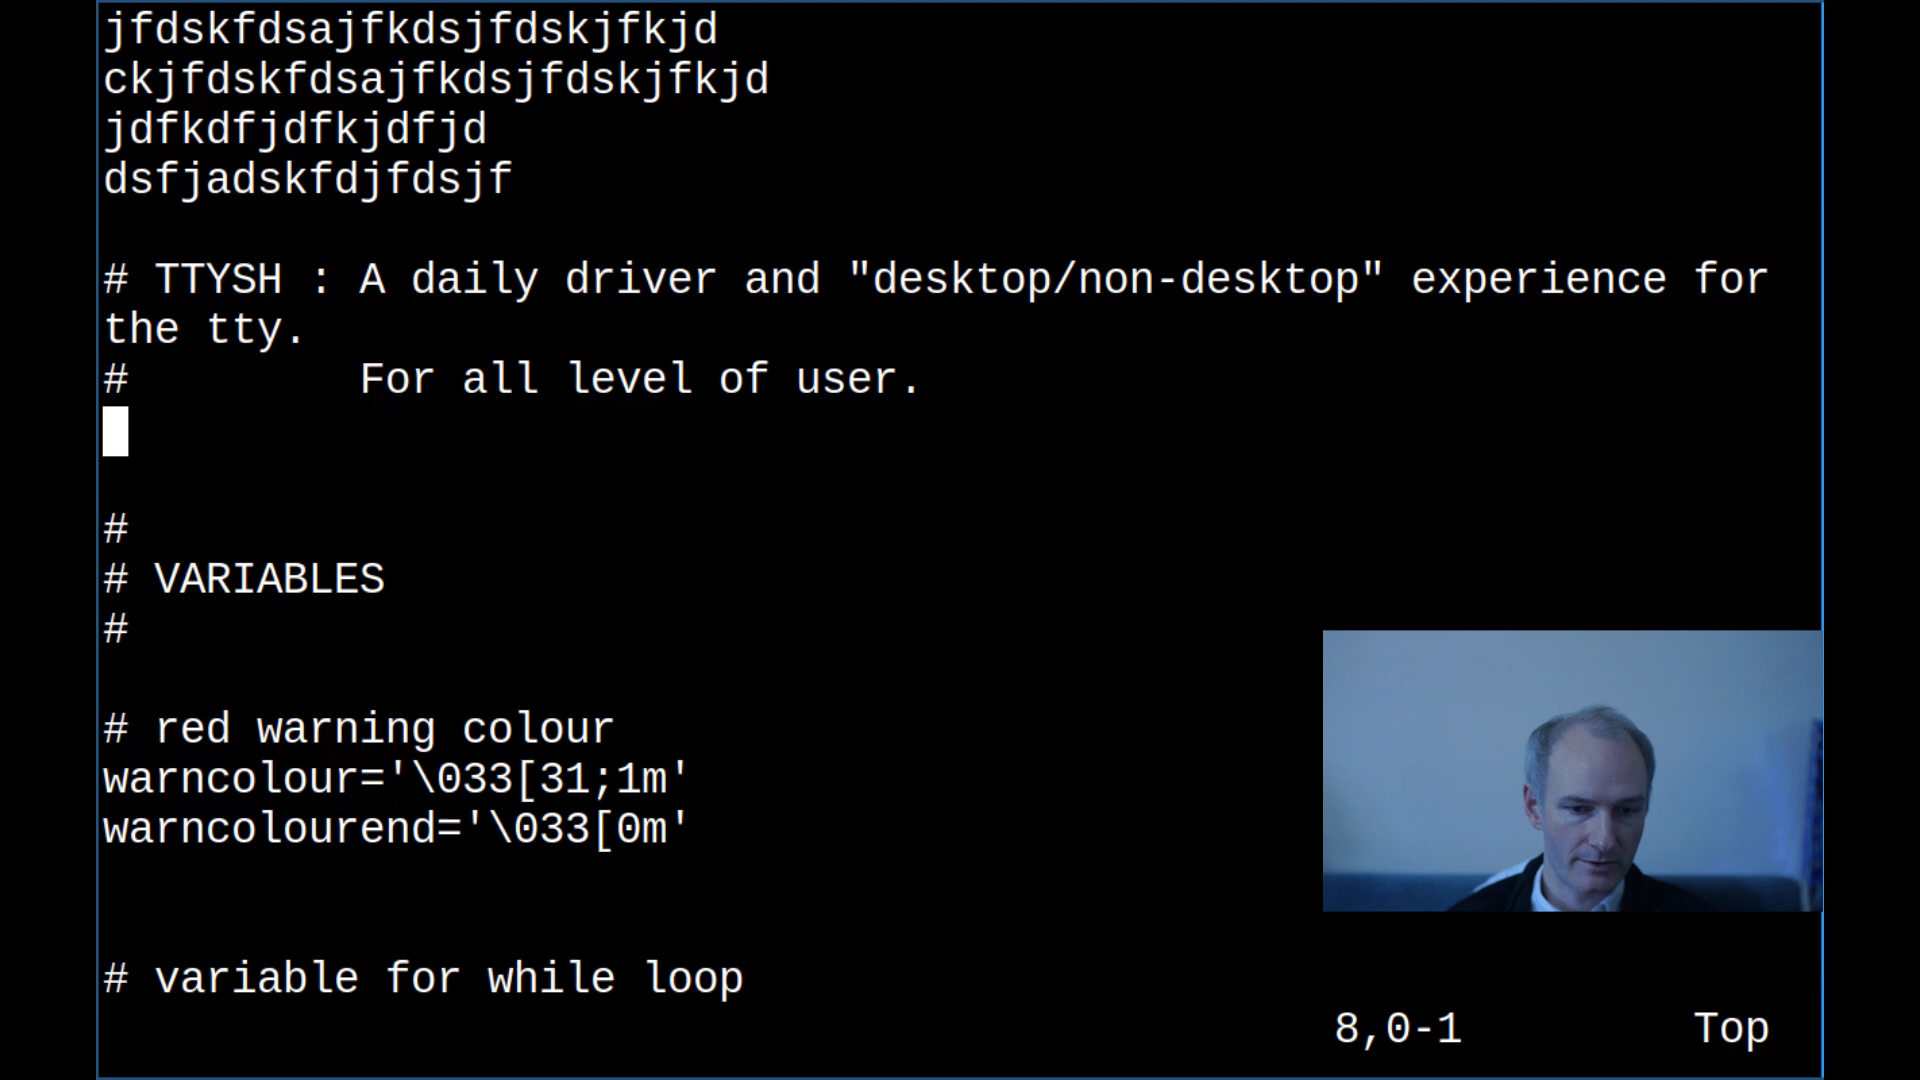 jfdskfdsajfkdsjfdskjfkjd
ckjfdskfdsajfkdsjfdskjfkjd
jdfkdfjdfkjdfjd
dsfjadskfdjfdsjf
# TTYSH : A daily driver and "desktop/non-desktop" experience for
the tty.
#         For all level of user.
#
# VARIABLES
#
# red warning colour
warncolour='\033[31;1m'
warncolourend='\033[0m'
# variable for while loop
8,0-1         Top